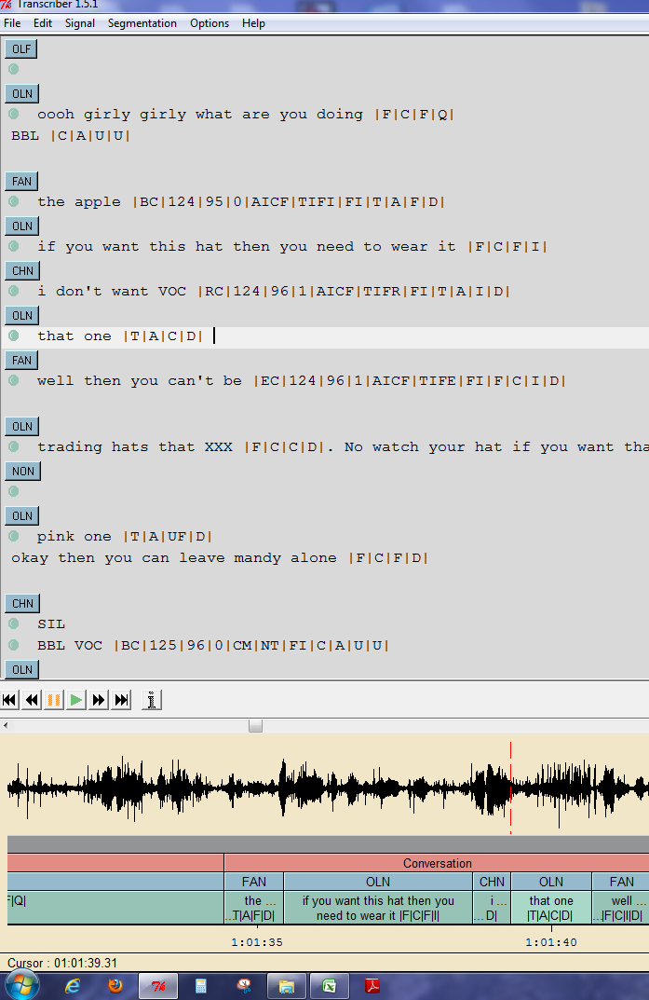 Transcriber 1.5.1
File Edit Signal Segmentation Options Help
OLF
OLN
oooh girly girly what are you doing |F|C|F|Q|
BBL |C|A|U|U|
FAN
the apple |BC|124|95|0|AICF|TIFI|FI|T|A|F|D|
OLN
if you want this hat then you need to wear it |F|C|F|I|
CHN
i don't want VOC |RC|124|96|1|AICF|TIFR|FI|T|A|I|D|
OLN
that one |T|A|C|D|
FAN
well then you can't be |EC|124|96|1|AICF|TIFE|FI|F|C|I|D|
OLN
trading hats that XXX |F|C|C|D|. No watch your hat if you want tha
NON
OLN
pink one |T|A|UF|D|
okay then you can leave mandy alone |F|C|F|D|
CHN
SIL
BBL VOC |BC|125|96|0|CM|NT|FI|C|A|U|U|
OLN
Conversation
FAN OLN CHN OLN FAN
F|Q| the ... if you want this hat then you i ... that one well ...
...T|A|F|D| need to wear it |F|C|F|I| ... D| |T|A|C|D| ...|F|C|I|D|
1:01:35 1:01:40
Cursor : 01:01:39.31